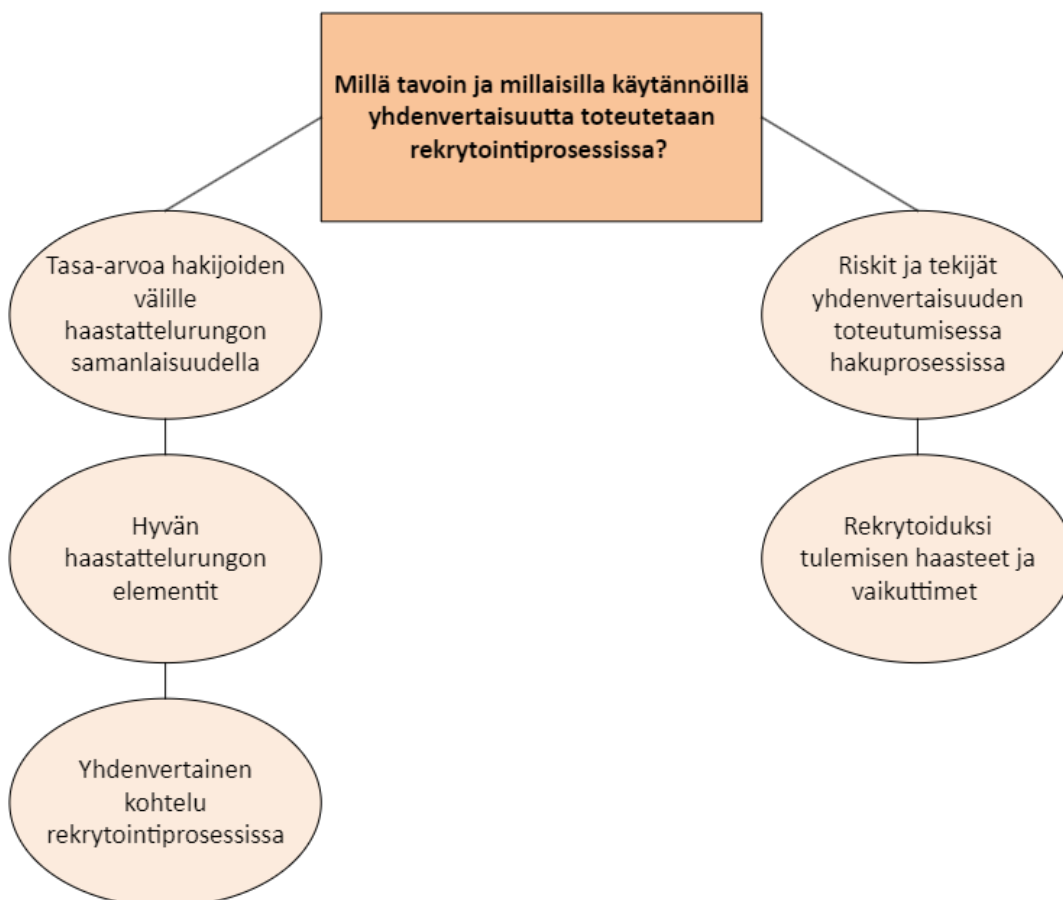 Millä tavoin ja millaisilla käytännöillä
yhdenvertaisuutta toteutetaan
rekrytointiprosessissa?
Tasa-arvoa hakijoiden
välille
haastattelurungon
samanlaisuudella
Hyvän
haastattelurungon
elementit
Yhdenvertainen
kohtelu
rekrytointiprosessissa
Riskit ja tekijät
yhdenvertaisuuden
toteutumisessa
hakuprosessissa
Rekrytoiduksi
tulemisen haasteet ja
vaikuttimet